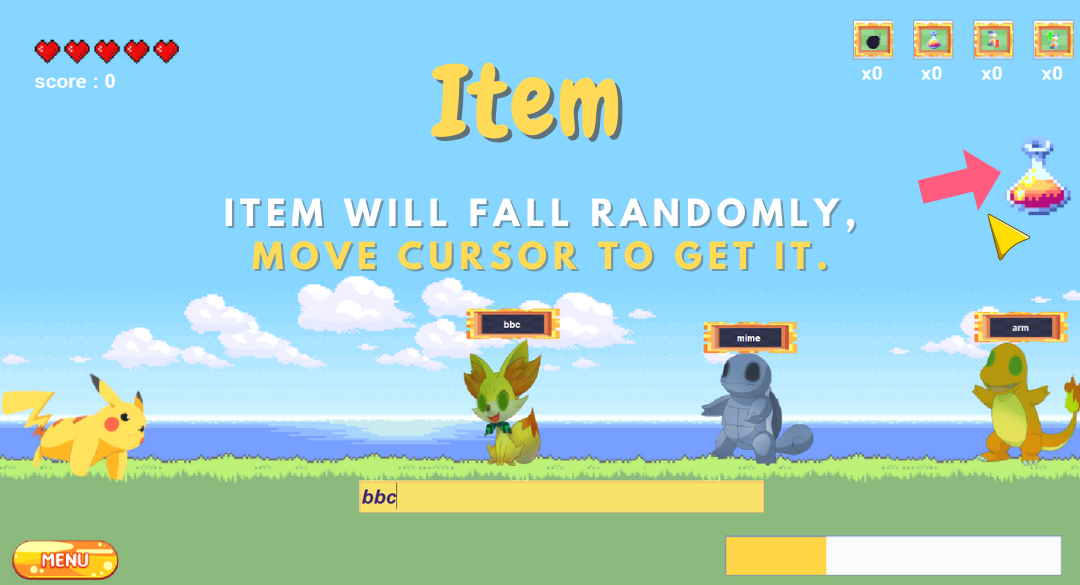 score : 0
x0 x0 x0 x0
Item
ITEM WILL FALL RANDOMLY,
MOVE CURSOR TO GET IT.
bbc
mime
arm
bbc
MENU